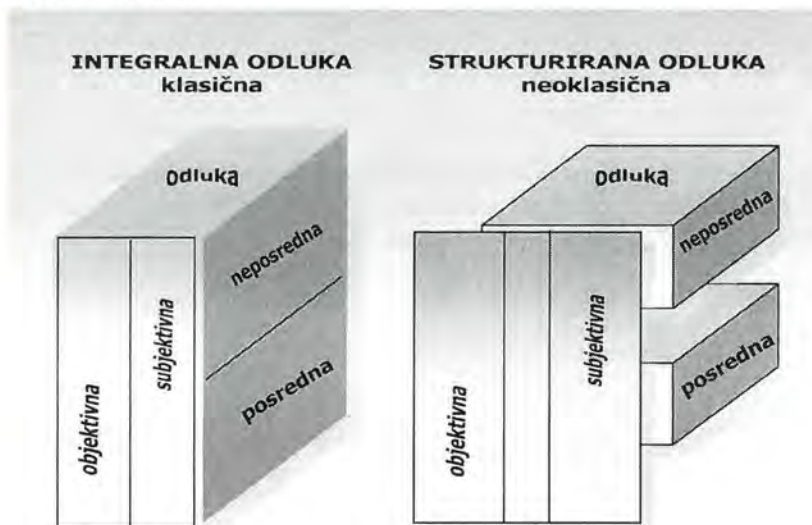 INTEGRALNA ODLUKA
klasična
STRUKTURIRANA ODLUKA
neoklasična
odluka
neposredna
posredna
objektivna
subjektivna
odluka
neposredna
posredna
objektivna
subjektivna